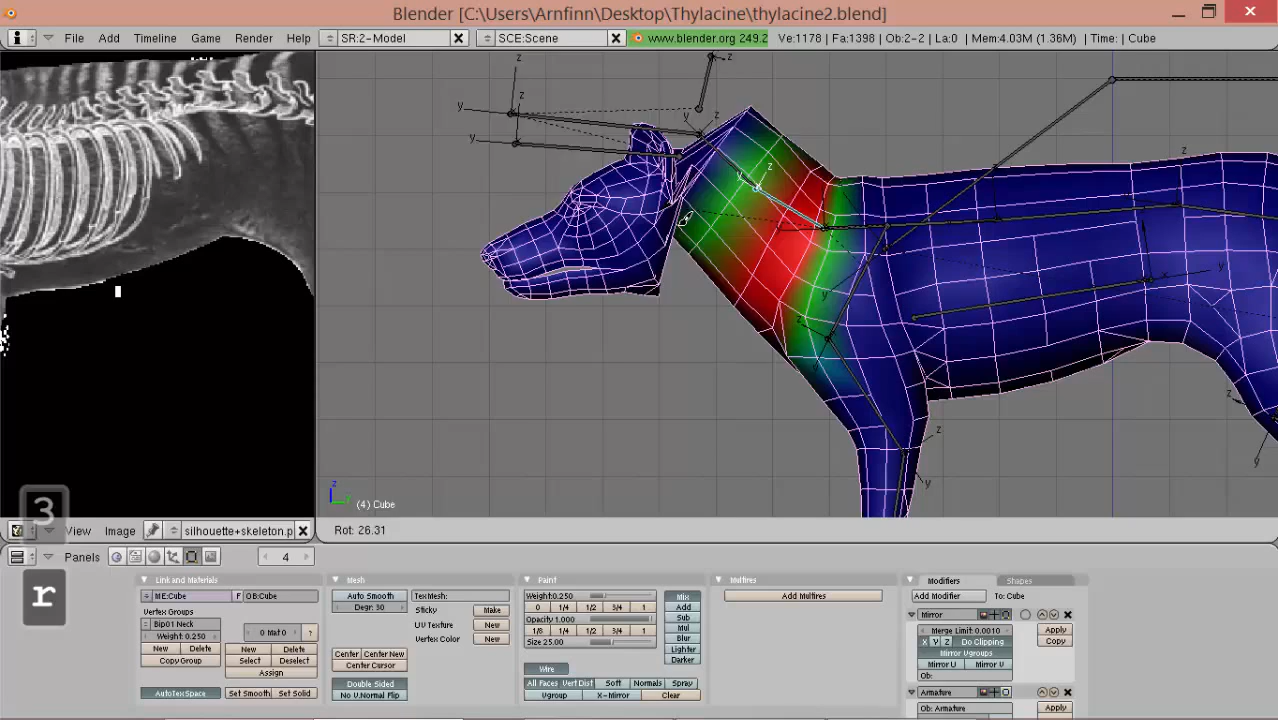 Blender [C:\Users\Arnfinn\Desktop\Thylacine\thylacine2.blend]
File Add Timeline Game Render Help SR:2-Model SCE:Scene www.blender.org 249.2 Ve:1178 | Fa:1398 | Ob:2-2 | La:0 | Mem:4.03M (1.36M) | Time: | Cube
z
z
z
y
y
z
y
y
z
z
y
x
y
z
z
z
y
y
z
y
(4) Cube
3
View Image silhouette+skeleton.p
Rot: 26.31
Panels 4
r
Link and Materials
ME:Cube F OB:Cube
Vertex Groups
Bip01 Neck
Weight: 0.250
0 Mat 0 ?
New Delete New Delete
Copy Group Select Deselect
Assign
AutoTexSpace Set Smooth Set Solid
Mesh
Auto Smooth
Degr: 30
TexMesh:
Sticky Make
UV Texture New
Vertex Color New
Center Center New
Center Cursor
Double Sided
No V.Normal Flip
Paint
Weight:0.250
0 1/4 1/2 3/4 1
Opacity 1.000
1/8 1/4 1/2 3/4 1
Size 25.00
Mix
Add
Sub
Mul
Blur
Lighter
Darker
Wire
All Faces Vert Dist Soft Normals Spray
Vgroup X-Mirror Clear
Multires
Add Multires
Modifiers Shapes
Add Modifier To: Cube
Mirror
Merge Limit: 0.0010
X Y Z Do Clipping
Mirror Vgroups
Mirror U Mirror V
Ob:
Apply
Copy
Armature
Ob: Armature
Apply